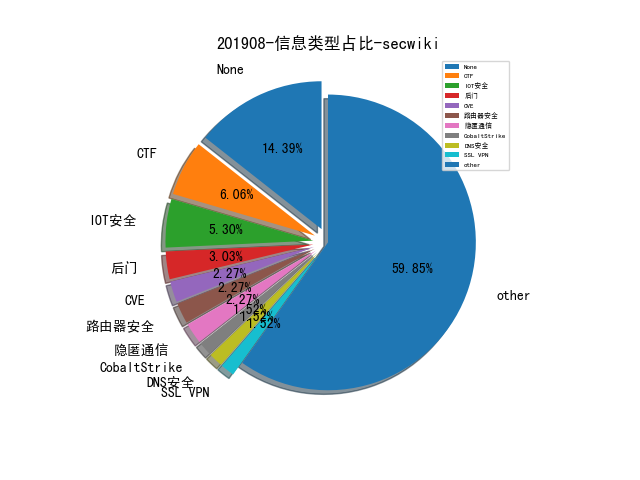 201908-信息类型占比-secwiki
None
CTF
IOT安全
后门
CVE
路由器安全
隐匿通信
CobaltStrike
DNS安全
SSL VPN
other
14.39%
6.06%
5.30%
3.03%
2.27%
2.27%
2.27%
1.52%
1.52%
1.52%
59.85%
None
CTF
IOT安全
后门
CVE
路由器安全
隐匿通信
CobaltStrike
DNS安全
SSL VPN
other